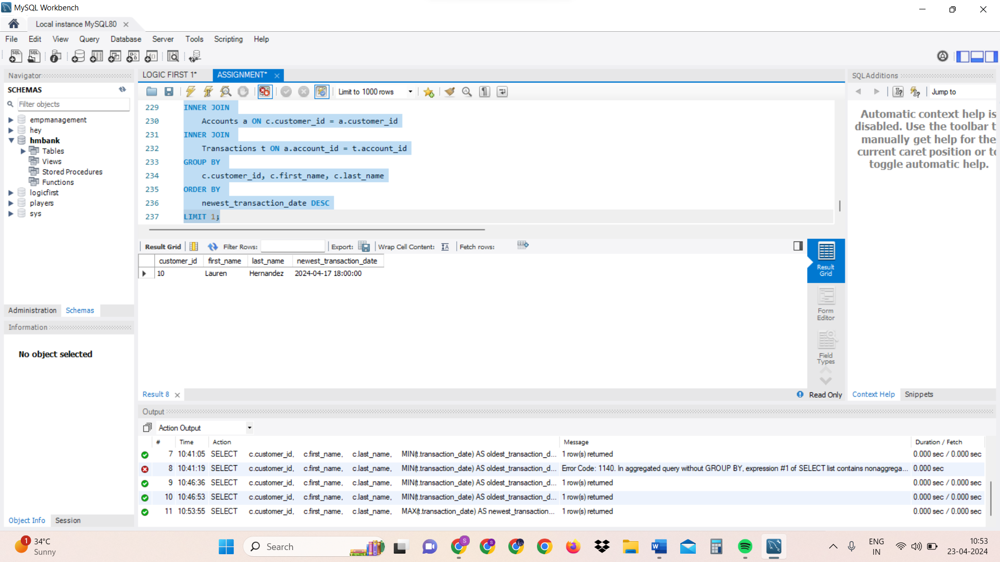 MySQL Workbench
Local instance MySQL80
File Edit View Query Database Server Tools Scripting Help
Navigator
SCHEMAS
Filter objects
empmanagement
hey
hmbank
Tables
Views
Stored Procedures
Functions
logicfirst
players
sys
Administration Schemas
Information
No object selected
Object Info Session
LOGIC FIRST 1* ASSIGNMENT*
Limit to 1000 rows
229 INNER JOIN
230 Accounts a ON c.customer_id = a.customer_id
231 INNER JOIN
232 Transactions t ON a.account_id = t.account_id
233 GROUP BY
234 c.customer_id, c.first_name, c.last_name
235 ORDER BY
236 newest_transaction_date DESC
237 LIMIT 1;
Result Grid Filter Rows: Export: Wrap Cell Content: Fetch rows:
customer_id first_name last_name newest_transaction_date
10 Lauren Hernandez 2024-04-17 18:00:00
Result Grid
Form Editor
Field Types
Result 8
Read Only
SQLAdditions
Jump to
Automatic context help is
disabled. Use the toolbar t
manually get help for the
current caret position or to
toggle automatic help.
Context Help Snippets
Output
Action Output
# Time Action Message Duration / Fetch
7 10:41:05 SELECT c.customer_id, c.first_name, c.last_name, MIN(t.transaction_date) AS oldest_transaction_d... 1 row(s) returned 0.000 sec / 0.000 sec
8 10:41:19 SELECT c.customer_id, c.first_name, c.last_name, MIN(t.transaction_date) AS oldest_transaction_d... Error Code: 1140. In aggregated query without GROUP BY, expression #1 of SELECT list contains nonaggrega... 0.000 sec
9 10:46:36 SELECT c.customer_id, c.first_name, c.last_name, MIN(t.transaction_date) AS oldest_transaction_d... 1 row(s) returned 0.000 sec / 0.000 sec
10 10:46:53 SELECT c.customer_id, c.first_name, c.last_name, MIN(t.transaction_date) AS oldest_transaction_d... 1 row(s) returned 0.000 sec / 0.000 sec
11 10:53:55 SELECT c.customer_id, c.first_name, c.last_name, MAX(t.transaction_date) AS newest_transaction... 1 row(s) returned 0.000 sec / 0.000 sec
1 34°C
Sunny
Search
ENG
IN
10:53
23-04-2024